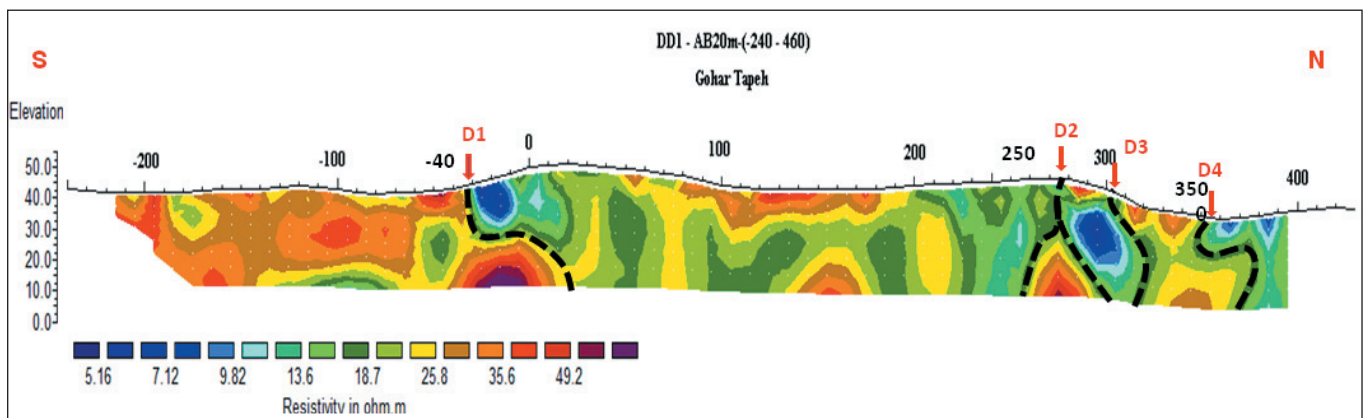 DD1 - AB20m-(-240 - 460)
Gohar Tapeh
S
N
Elevation
D1
D2
D3
D4
-200
-100
-40
0
100
200
250
300
350
0
400
50.0
40.0
30.0
20.0
10.0
0.0
5.16 7.12 9.82 13.6 18.7 25.8 35.6 49.2
Resistivity in ohm.m